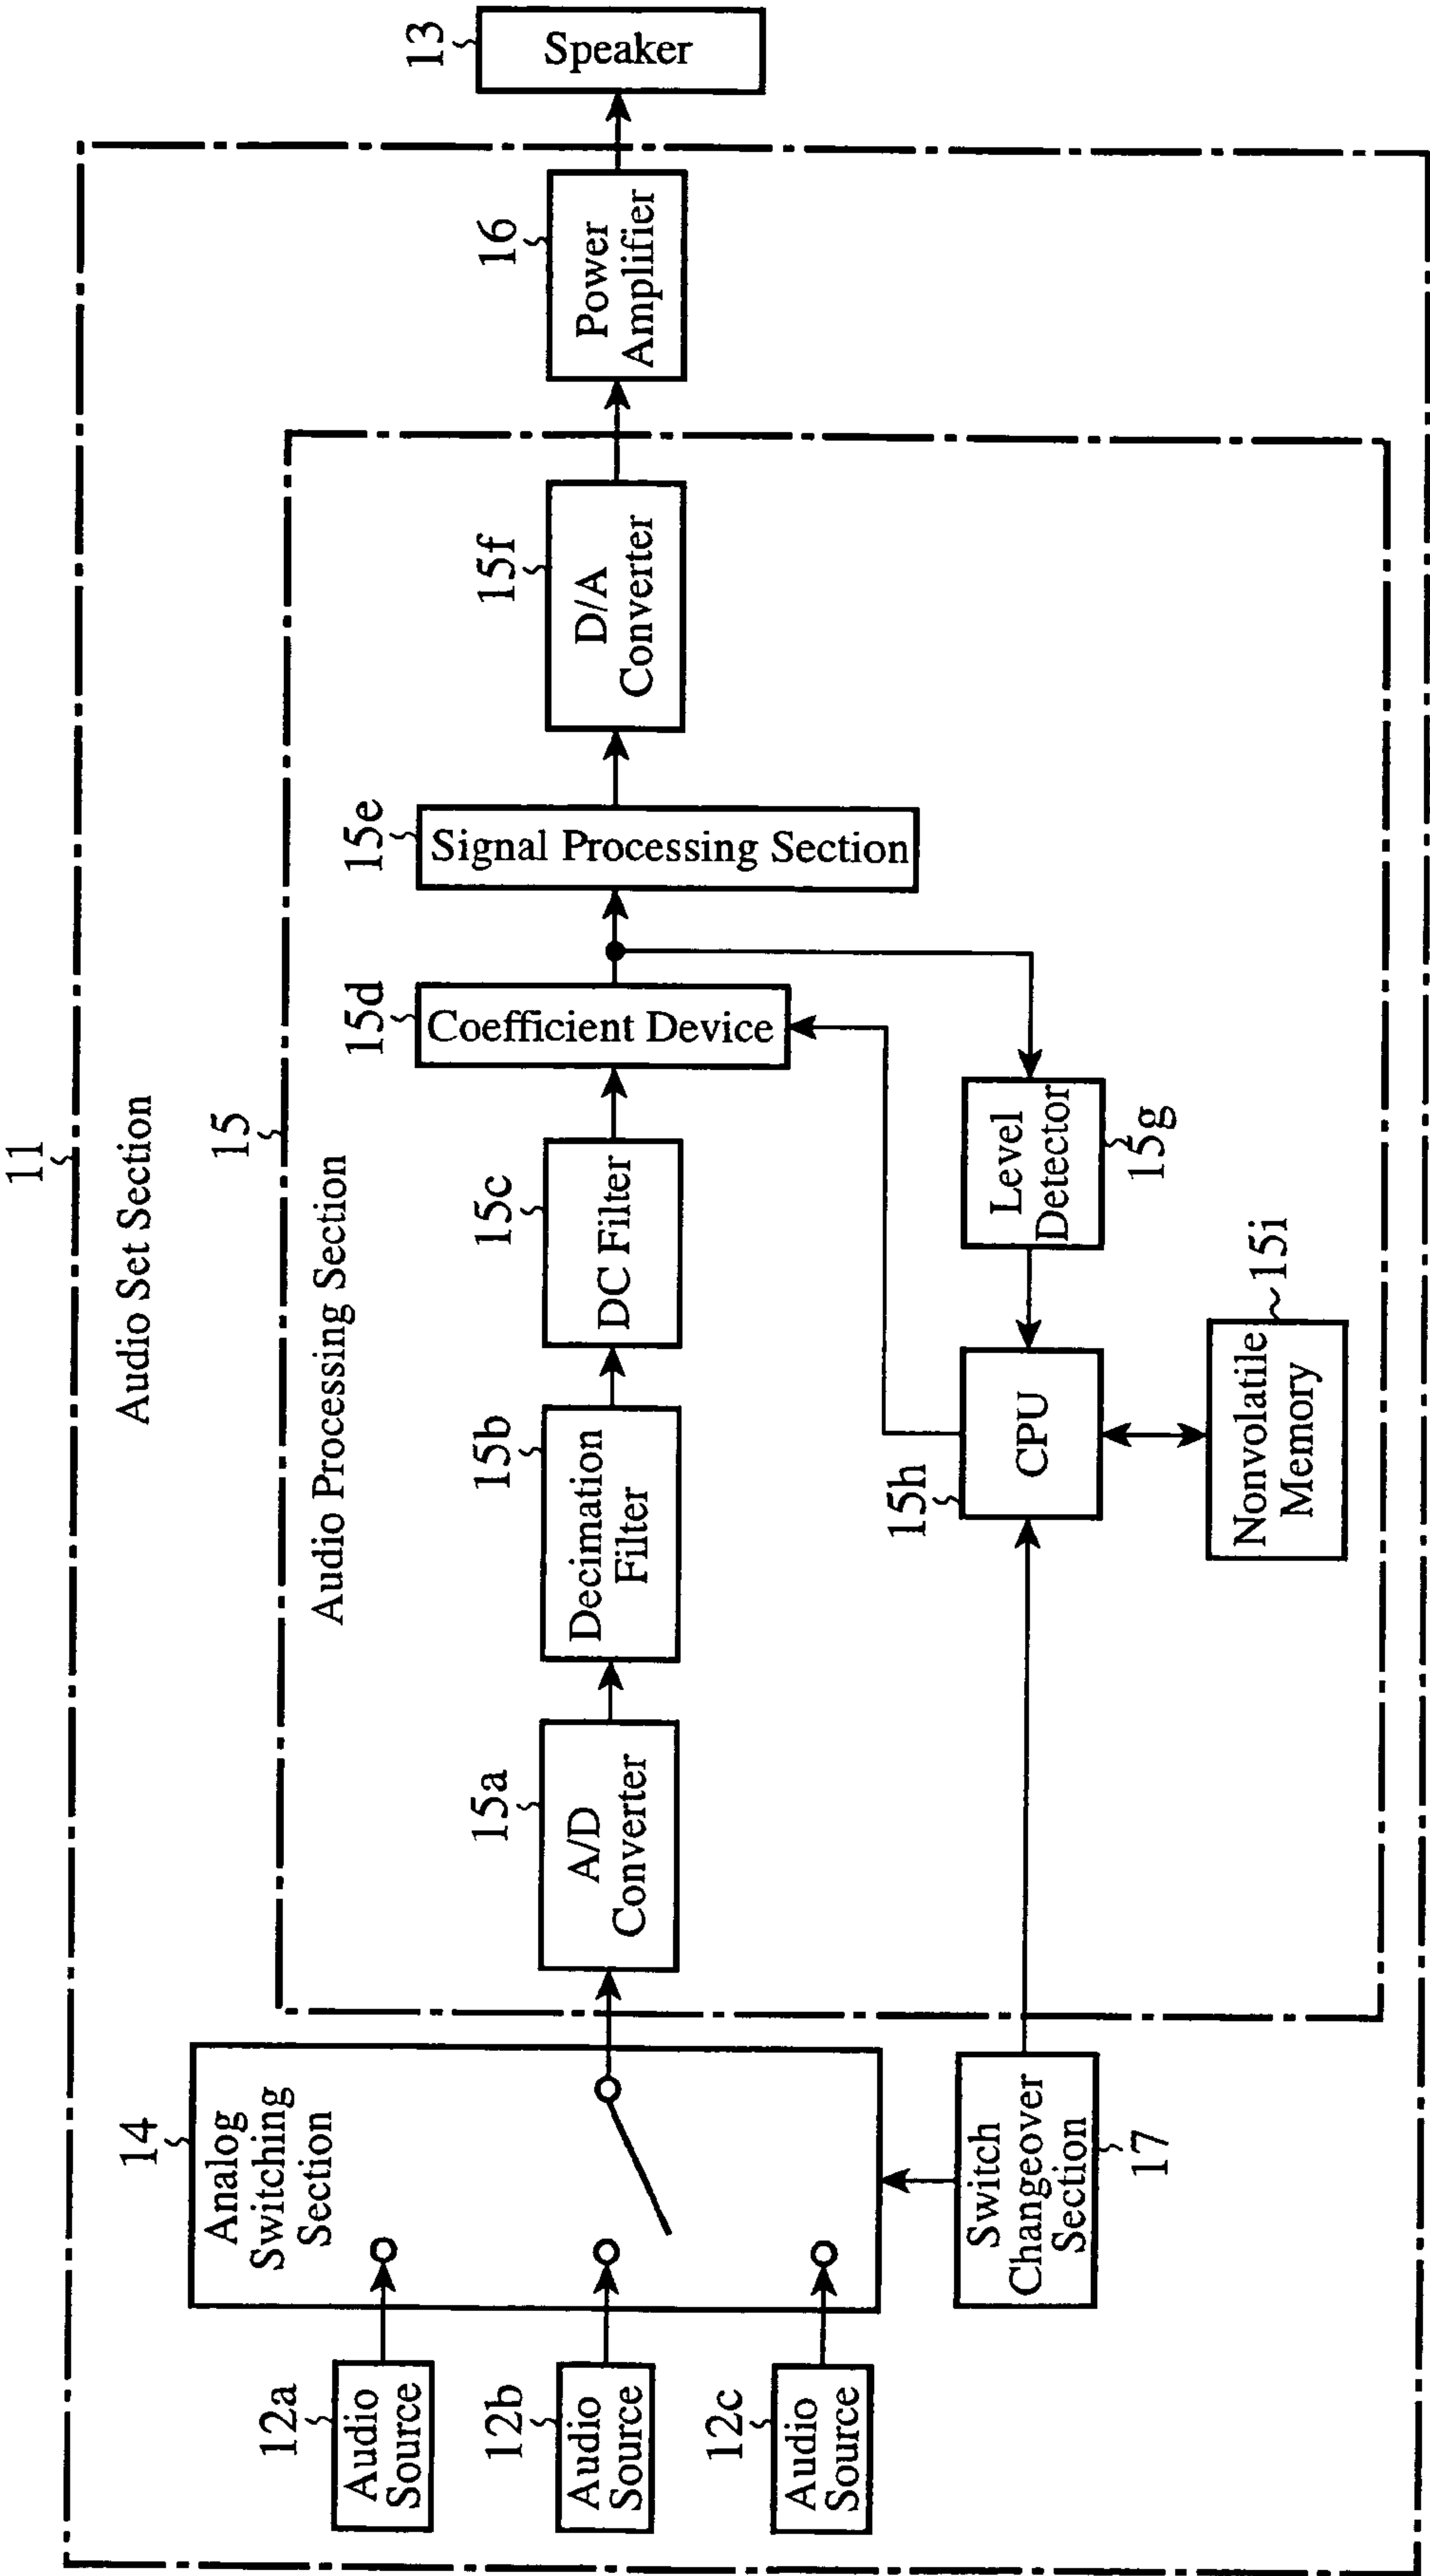 11
Audio Set Section
15
Audio Processing Section
14
Analog
Switching
Section
12a
Audio
Source
12b
Audio
Source
12c
Audio
Source
15a
A/D
Converter
15b
Decimation
Filter
15c
DC Filter
15d
Coefficient Device
15e
Signal Processing Section
15f
D/A
Converter
16
Power
Amplifier
13
Speaker
Switch
Changeover
Section
17
15h
CPU
Level
Detector
15g
Nonvolatile
Memory
15i